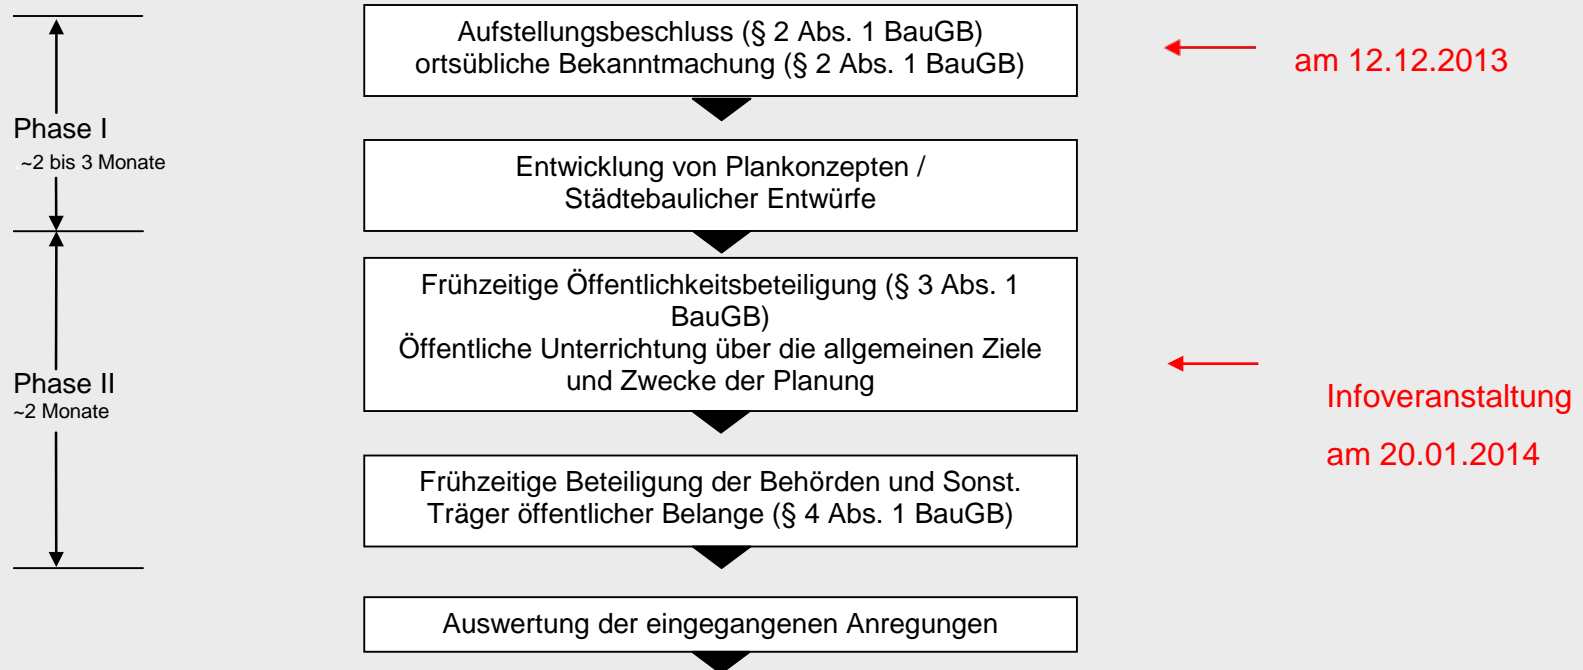 Aufstellungsbeschluss (§ 2 Abs. 1 BauGB)
ortsübliche Bekanntmachung (§ 2 Abs. 1 BauGB)
am 12.12.2013
Phase I
~2 bis 3 Monate
Entwicklung von Plankonzepten /
Städtebaulicher Entwürfe
Frühzeitige Öffentlichkeitsbeteiligung (§ 3 Abs. 1
BauGB)
Öffentliche Unterrichtung über die allgemeinen Ziele
und Zwecke der Planung
Phase II
~2 Monate
Infoveranstaltung
am 20.01.2014
Frühzeitige Beteiligung der Behörden und Sonst.
Träger öffentlicher Belange (§ 4 Abs. 1 BauGB)
Auswertung der eingegangenen Anregungen